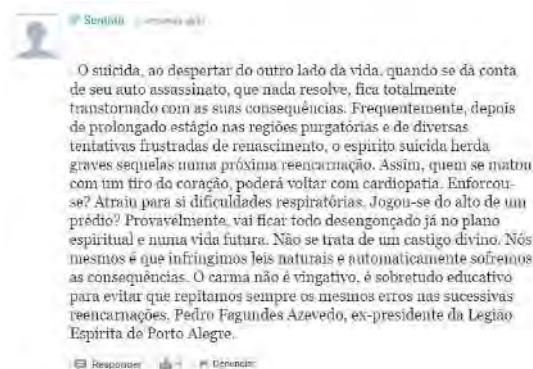 Sentinu
O suicida, ao despertar do outro lado da vida, quando se da conta
de seu auto assassinato, que nada resolve, fica totalmente
transtornado com as suas consequências. Frequentemente, depois
de prolongado estágio nas regiões purgatórias e de diversas
tentativas frustradas de renascimento, o espirito suicida herda
graves sequelas numa próxima reencarnação. Assim, quem se matou
com um tiro do coração, poderá voltar com cardiopatia. Enforcou-
se? Atraiu para si dificuldades respiratórias. Jogou-se do alto de um
prédio? Provavelmente, vai ficar todo desengonçado já no plano
espiritual e numa vida futura. Não se trata de um castigo divino. Nós
mesmos é que infringimos leis naturais e automaticamente sofremos
as consequências. O carma não é vingativo, é sobretudo educativo
para evitar que repitamos sempre os mesmos erros nas sucessivas
reencarnações. Pedro Fagundes Azevedo, ex-presidente da Legião
Espirita de Porto Alegre.
Responder Denunciar